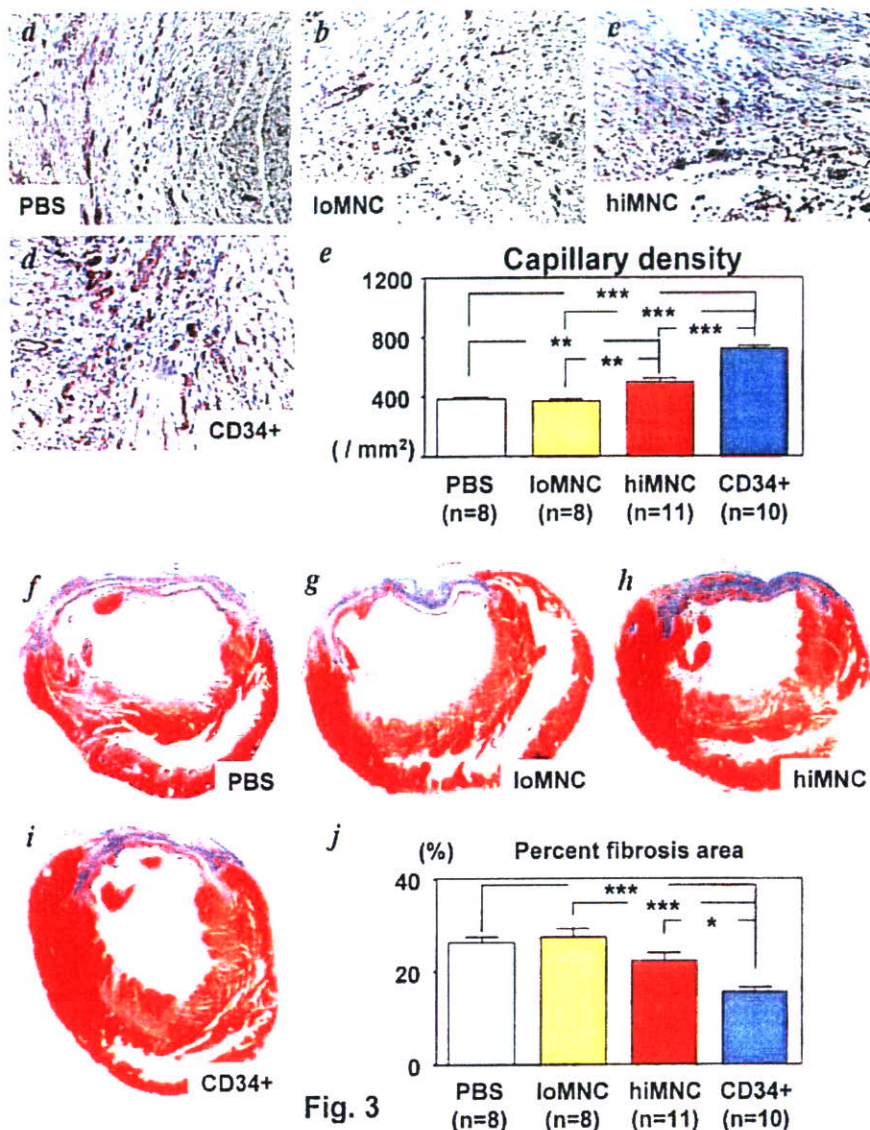 a
b
c
PBS
loMNC
hiMNC
d
CD34+
e
Capillary density
1200
800
400
(/ mm²)
***
***
***
**
**
PBS
loMNC
hiMNC
CD34+
(n=8)
(n=8)
(n=11)
(n=10)
f
g
h
PBS
loMNC
hiMNC
i
CD34+
j
(%)
Percent fibrosis area
40
20
0
***
***
*
PBS
loMNC
hiMNC
CD34+
(n=8)
(n=8)
(n=11)
(n=10)
Fig. 3